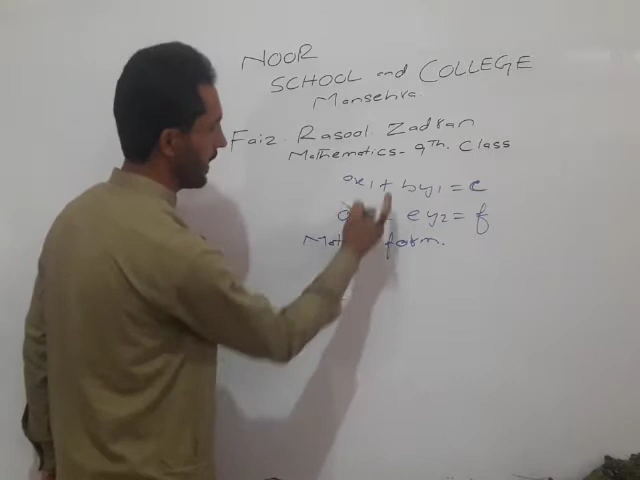 NOOR
SCHOOL and COLLEGE
Mansehra
Faiz Rasool Zadran
Mathematics - 9th. Class
ax₁ + by₁ = c
ey₂ = f
form.